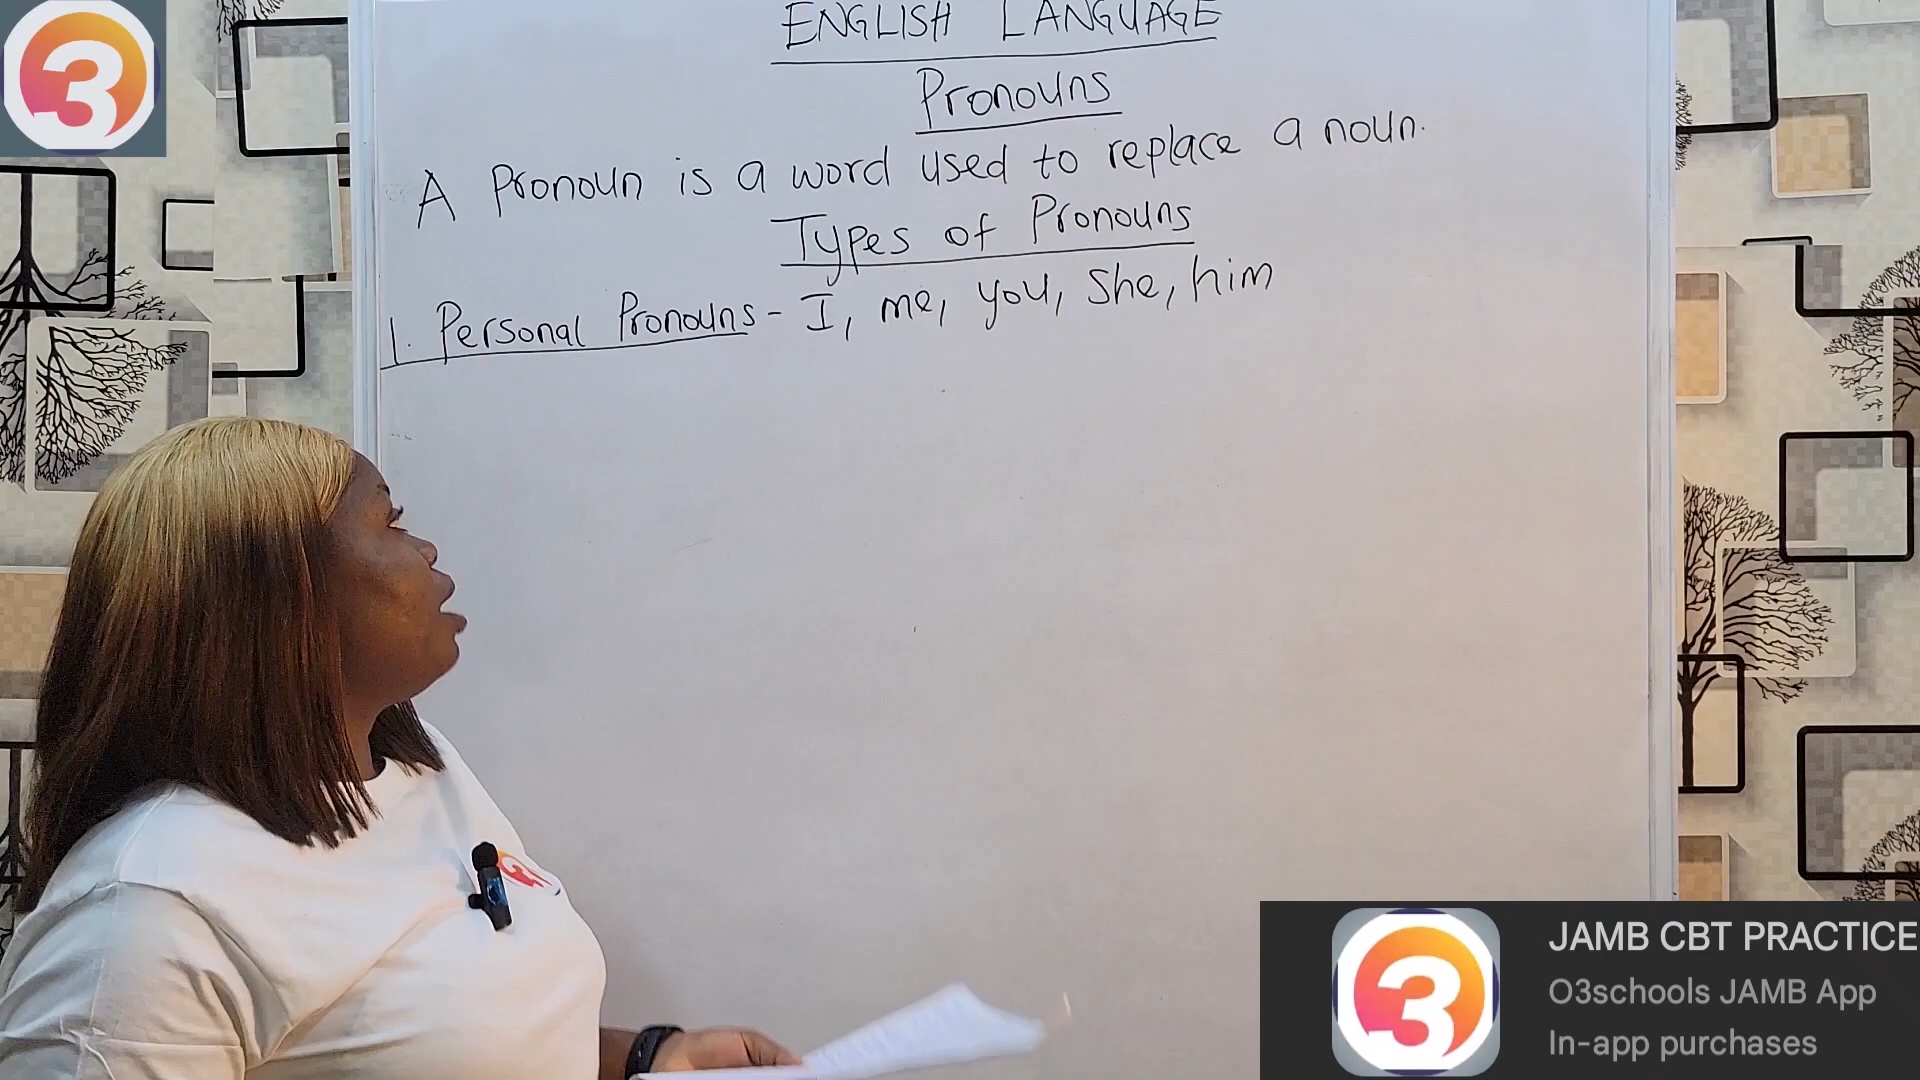 ENGLISH LANGUAGE
Pronouns
A Pronoun is a word used to replace a noun.
Types of Pronouns
1. Personal Pronouns - I, me, you, She, him
JAMB CBT PRACTICE
O3schools JAMB App
In-app purchases